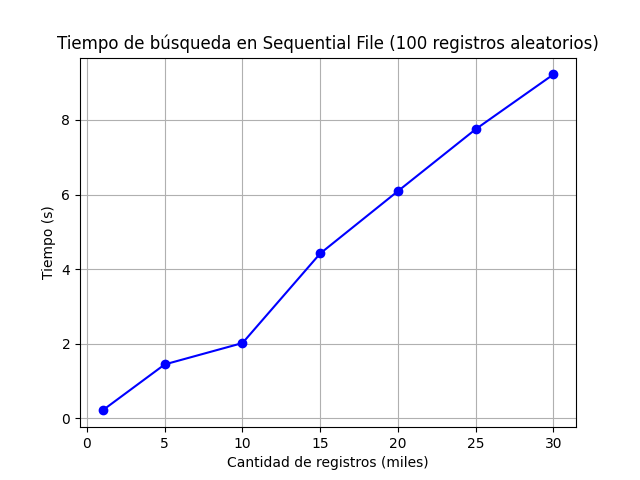 Tiempo de búsqueda en Sequential File (100 registros aleatorios)
8
6
4
2
0
Tiempo (s)
0 5 10 15 20 25 30
Cantidad de registros (miles)